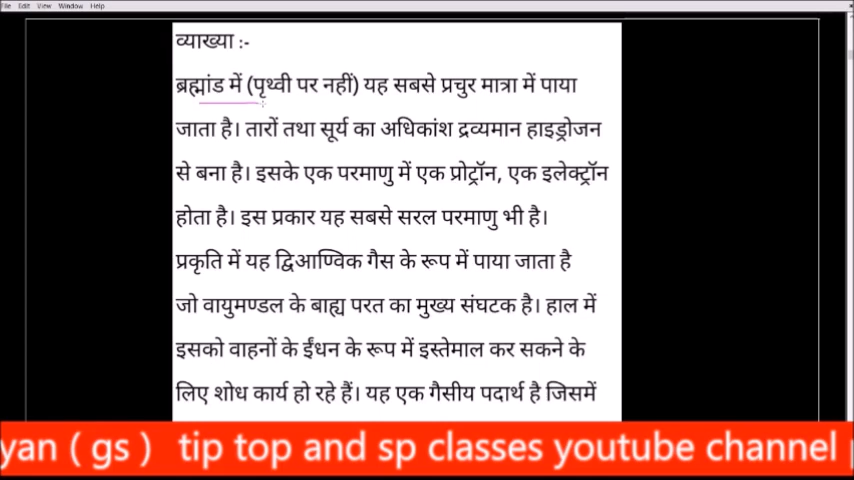 File Edit View Window Help
व्याख्या :-
ब्रह्मांड में (पृथ्वी पर नहीं) यह सबसे प्रचुर मात्रा में पाया
जाता है। तारों तथा सूर्य का अधिकांश द्रव्यमान हाइड्रोजन
से बना है। इसके एक परमाणु में एक प्रोट्रॉन, एक इलेक्ट्रॉन
होता है। इस प्रकार यह सबसे सरल परमाणु भी है।
प्रकृति में यह द्विआण्विक गैस के रूप में पाया जाता है
जो वायुमण्डल के बाह्य परत का मुख्य संघटक है। हाल में
इसको वाहनों के ईंधन के रूप में इस्तेमाल कर सकने के
लिए शोध कार्य हो रहे हैं। यह एक गैसीय पदार्थ है जिसमें
yan ( gs ) tip top and sp classes youtube channel